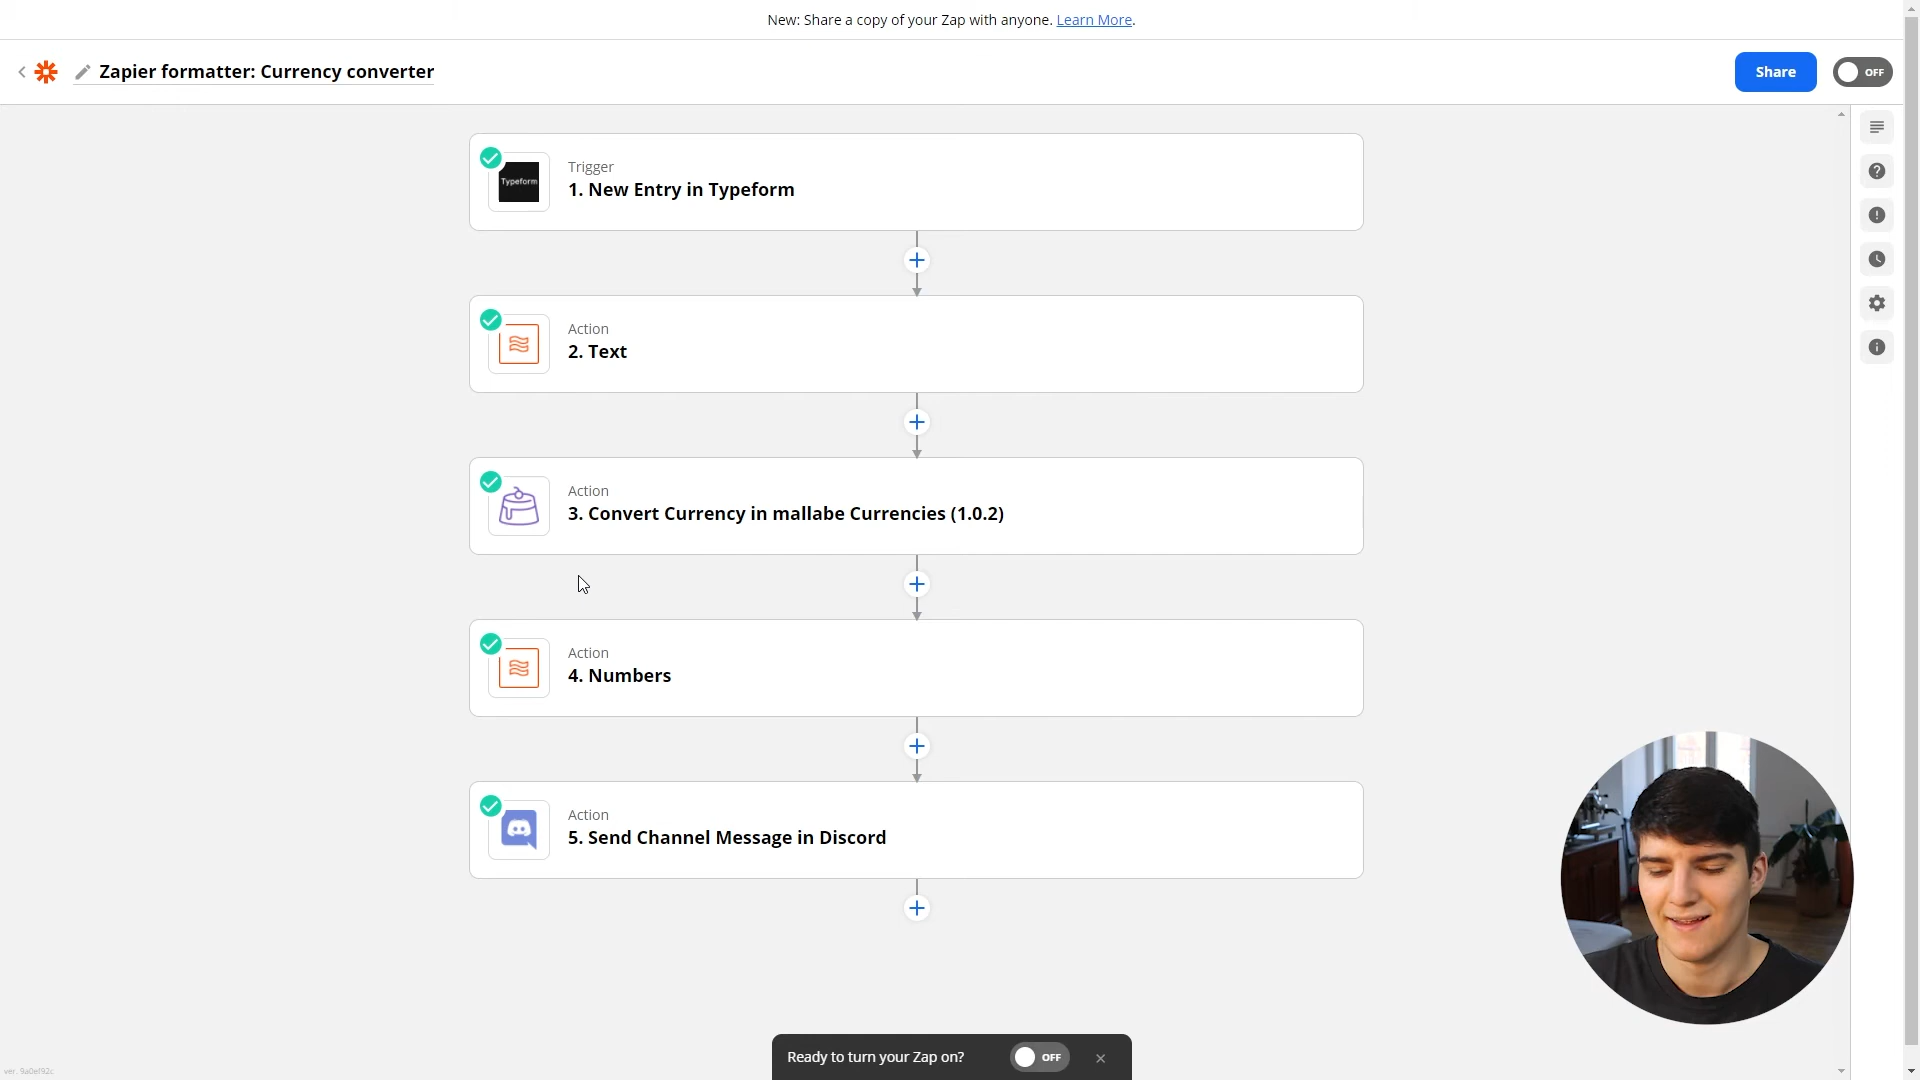 New: Share a copy of your Zap with anyone. Learn More.
Zapier formatter: Currency converter
Share
OFF
Trigger
Typeform
1. New Entry in Typeform
Action
2. Text
Action
3. Convert Currency in mallabe Currencies (1.0.2)
Action
4. Numbers
Action
5. Send Channel Message in Discord
Ready to turn your Zap on?
OFF
ver. 9a0ef92c